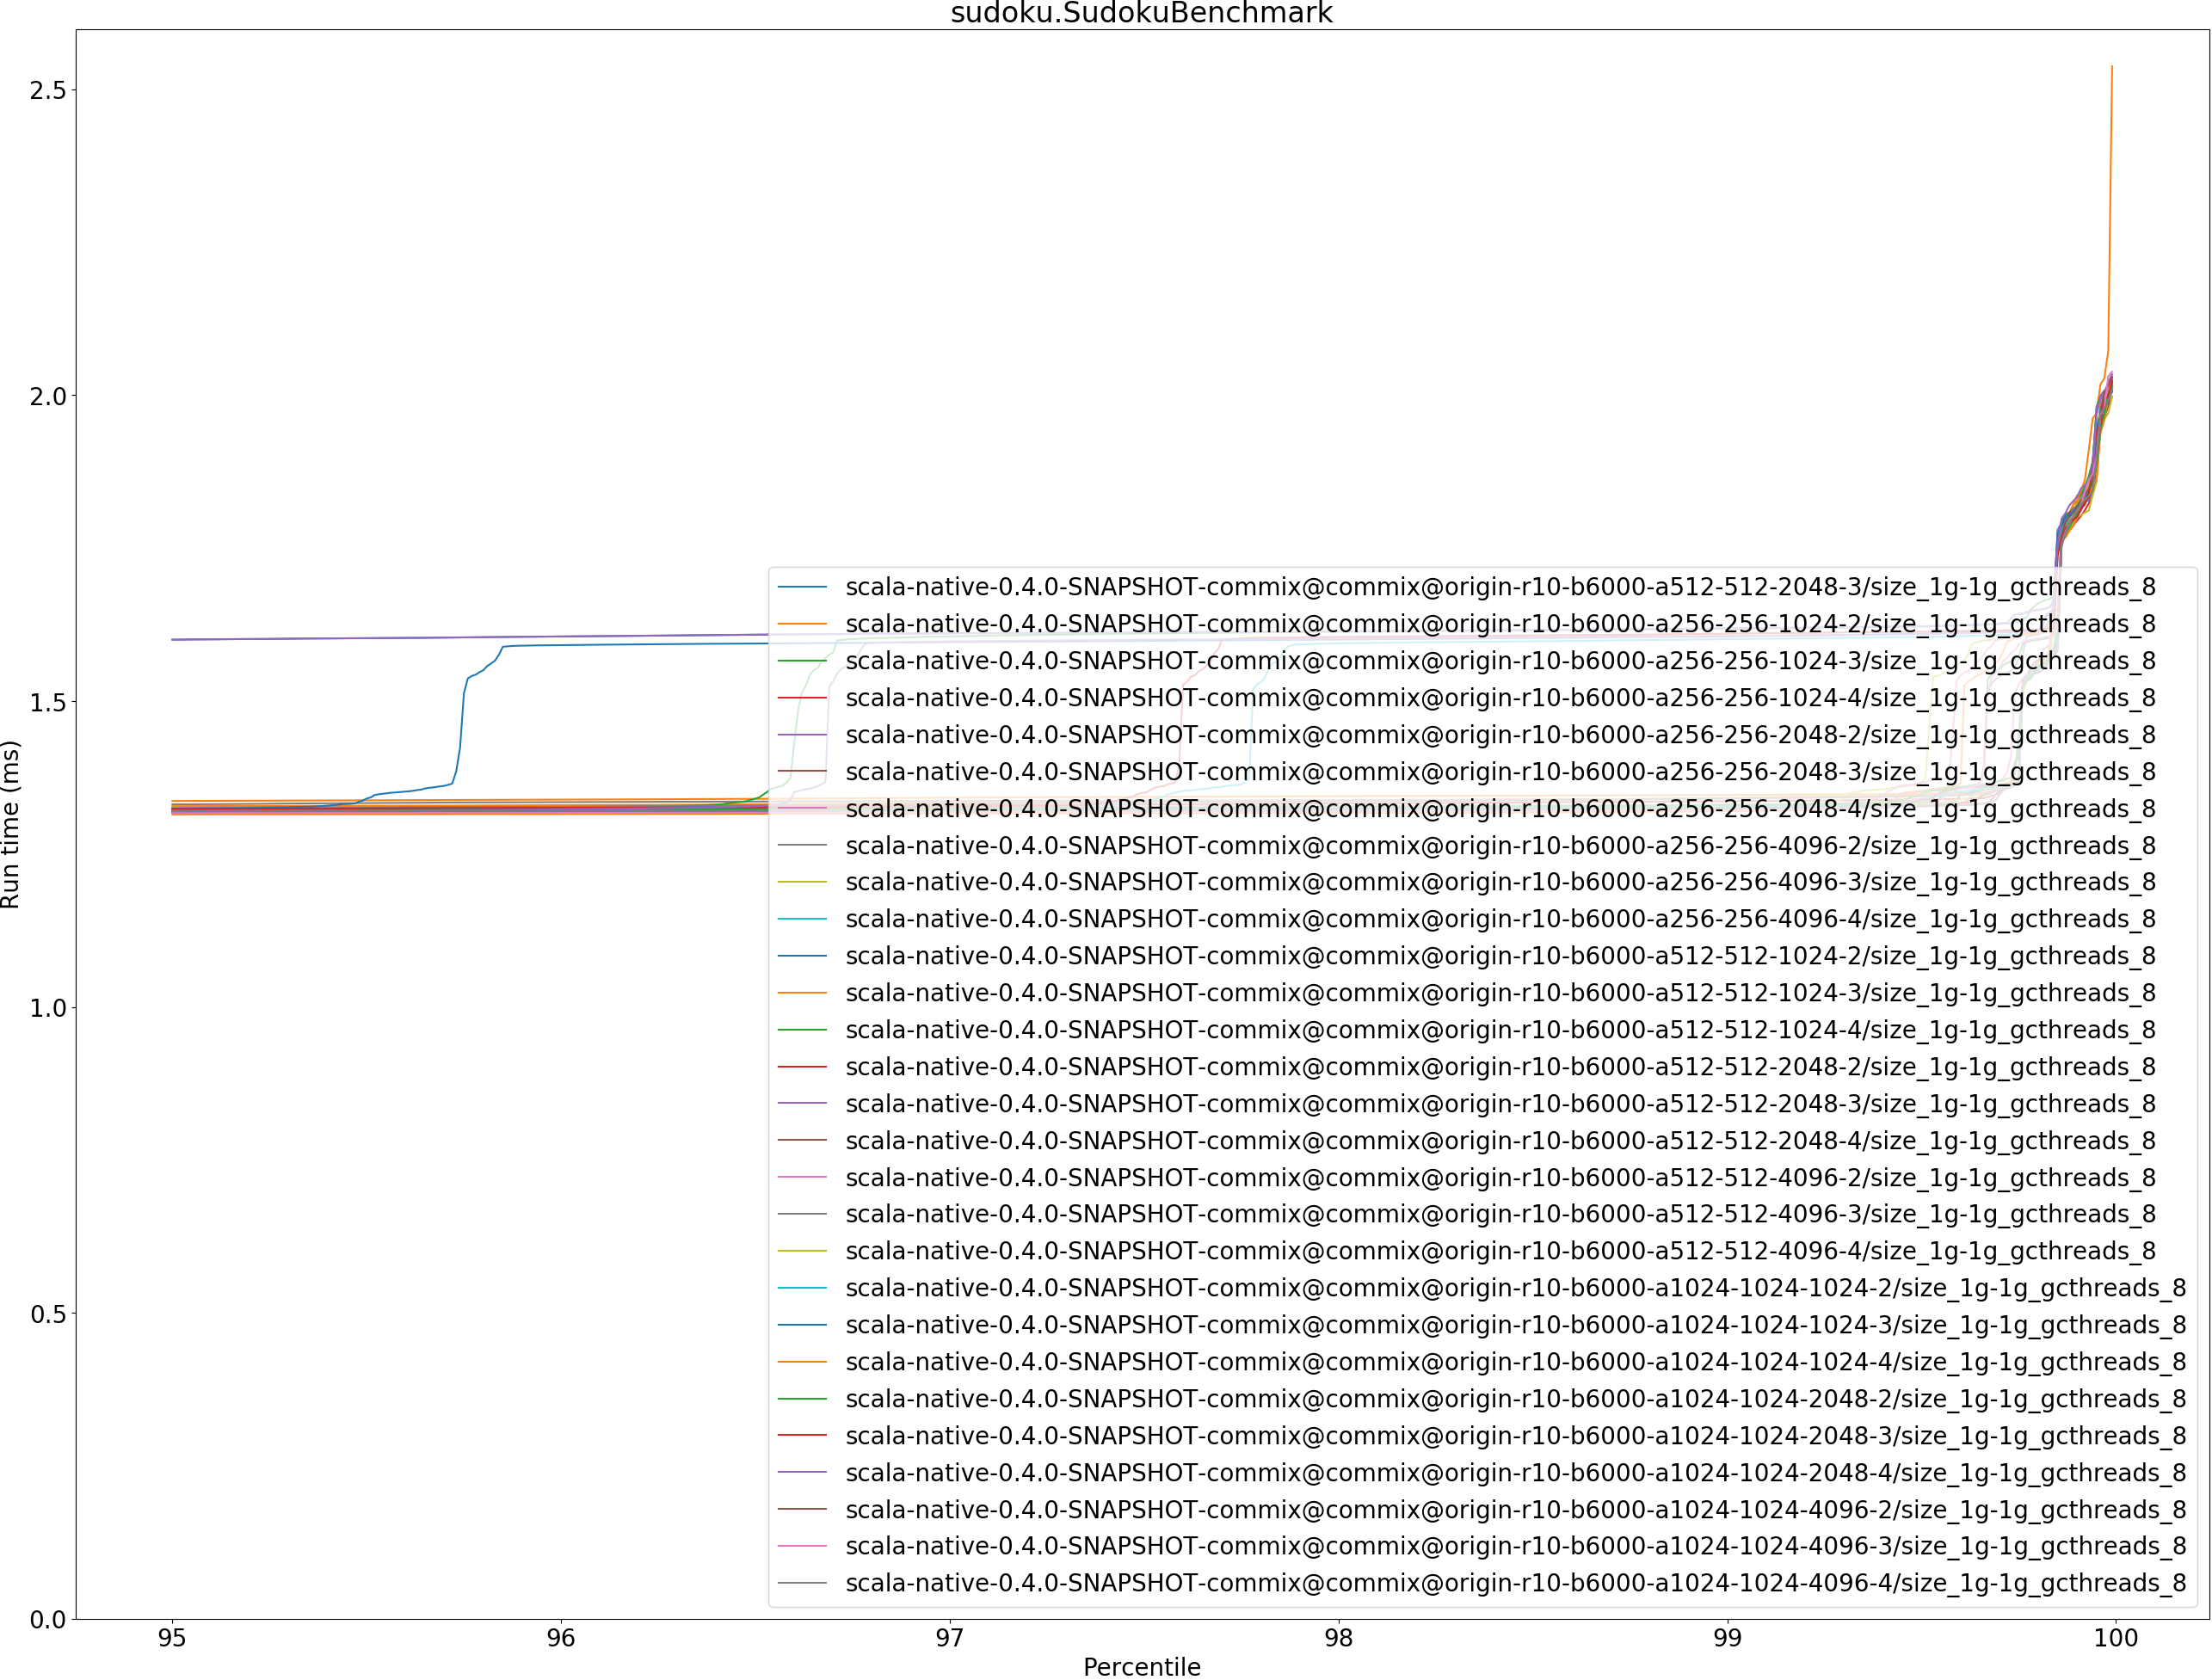 sudoku.SudokuBenchmark
2.5
2.0
1.5
1.0
0.5
0.0
Run time (ms)
scala-native-0.4.0-SNAPSHOT-commix@commix@origin-r10-b6000-a512-512-2048-3/size_1g-1g_gcthreads_8
scala-native-0.4.0-SNAPSHOT-commix@commix@origin-r10-b6000-a256-256-1024-2/size_1g-1g_gcthreads_8
scala-native-0.4.0-SNAPSHOT-commix@commix@origin-r10-b6000-a256-256-1024-3/size_1g-1g_gcthreads_8
scala-native-0.4.0-SNAPSHOT-commix@commix@origin-r10-b6000-a256-256-1024-4/size_1g-1g_gcthreads_8
scala-native-0.4.0-SNAPSHOT-commix@commix@origin-r10-b6000-a256-256-2048-2/size_1g-1g_gcthreads_8
scala-native-0.4.0-SNAPSHOT-commix@commix@origin-r10-b6000-a256-256-2048-3/size_1g-1g_gcthreads_8
scala-native-0.4.0-SNAPSHOT-commix@commix@origin-r10-b6000-a256-256-2048-4/size_1g-1g_gcthreads_8
scala-native-0.4.0-SNAPSHOT-commix@commix@origin-r10-b6000-a256-256-4096-2/size_1g-1g_gcthreads_8
scala-native-0.4.0-SNAPSHOT-commix@commix@origin-r10-b6000-a256-256-4096-3/size_1g-1g_gcthreads_8
scala-native-0.4.0-SNAPSHOT-commix@commix@origin-r10-b6000-a256-256-4096-4/size_1g-1g_gcthreads_8
scala-native-0.4.0-SNAPSHOT-commix@commix@origin-r10-b6000-a512-512-1024-2/size_1g-1g_gcthreads_8
scala-native-0.4.0-SNAPSHOT-commix@commix@origin-r10-b6000-a512-512-1024-3/size_1g-1g_gcthreads_8
scala-native-0.4.0-SNAPSHOT-commix@commix@origin-r10-b6000-a512-512-1024-4/size_1g-1g_gcthreads_8
scala-native-0.4.0-SNAPSHOT-commix@commix@origin-r10-b6000-a512-512-2048-2/size_1g-1g_gcthreads_8
scala-native-0.4.0-SNAPSHOT-commix@commix@origin-r10-b6000-a512-512-2048-3/size_1g-1g_gcthreads_8
scala-native-0.4.0-SNAPSHOT-commix@commix@origin-r10-b6000-a512-512-2048-4/size_1g-1g_gcthreads_8
scala-native-0.4.0-SNAPSHOT-commix@commix@origin-r10-b6000-a512-512-4096-2/size_1g-1g_gcthreads_8
scala-native-0.4.0-SNAPSHOT-commix@commix@origin-r10-b6000-a512-512-4096-3/size_1g-1g_gcthreads_8
scala-native-0.4.0-SNAPSHOT-commix@commix@origin-r10-b6000-a512-512-4096-4/size_1g-1g_gcthreads_8
scala-native-0.4.0-SNAPSHOT-commix@commix@origin-r10-b6000-a1024-1024-1024-2/size_1g-1g_gcthreads_8
scala-native-0.4.0-SNAPSHOT-commix@commix@origin-r10-b6000-a1024-1024-1024-3/size_1g-1g_gcthreads_8
scala-native-0.4.0-SNAPSHOT-commix@commix@origin-r10-b6000-a1024-1024-1024-4/size_1g-1g_gcthreads_8
scala-native-0.4.0-SNAPSHOT-commix@commix@origin-r10-b6000-a1024-1024-2048-2/size_1g-1g_gcthreads_8
scala-native-0.4.0-SNAPSHOT-commix@commix@origin-r10-b6000-a1024-1024-2048-3/size_1g-1g_gcthreads_8
scala-native-0.4.0-SNAPSHOT-commix@commix@origin-r10-b6000-a1024-1024-2048-4/size_1g-1g_gcthreads_8
scala-native-0.4.0-SNAPSHOT-commix@commix@origin-r10-b6000-a1024-1024-4096-2/size_1g-1g_gcthreads_8
scala-native-0.4.0-SNAPSHOT-commix@commix@origin-r10-b6000-a1024-1024-4096-3/size_1g-1g_gcthreads_8
scala-native-0.4.0-SNAPSHOT-commix@commix@origin-r10-b6000-a1024-1024-4096-4/size_1g-1g_gcthreads_8
95 96 97 98 99 100
Percentile